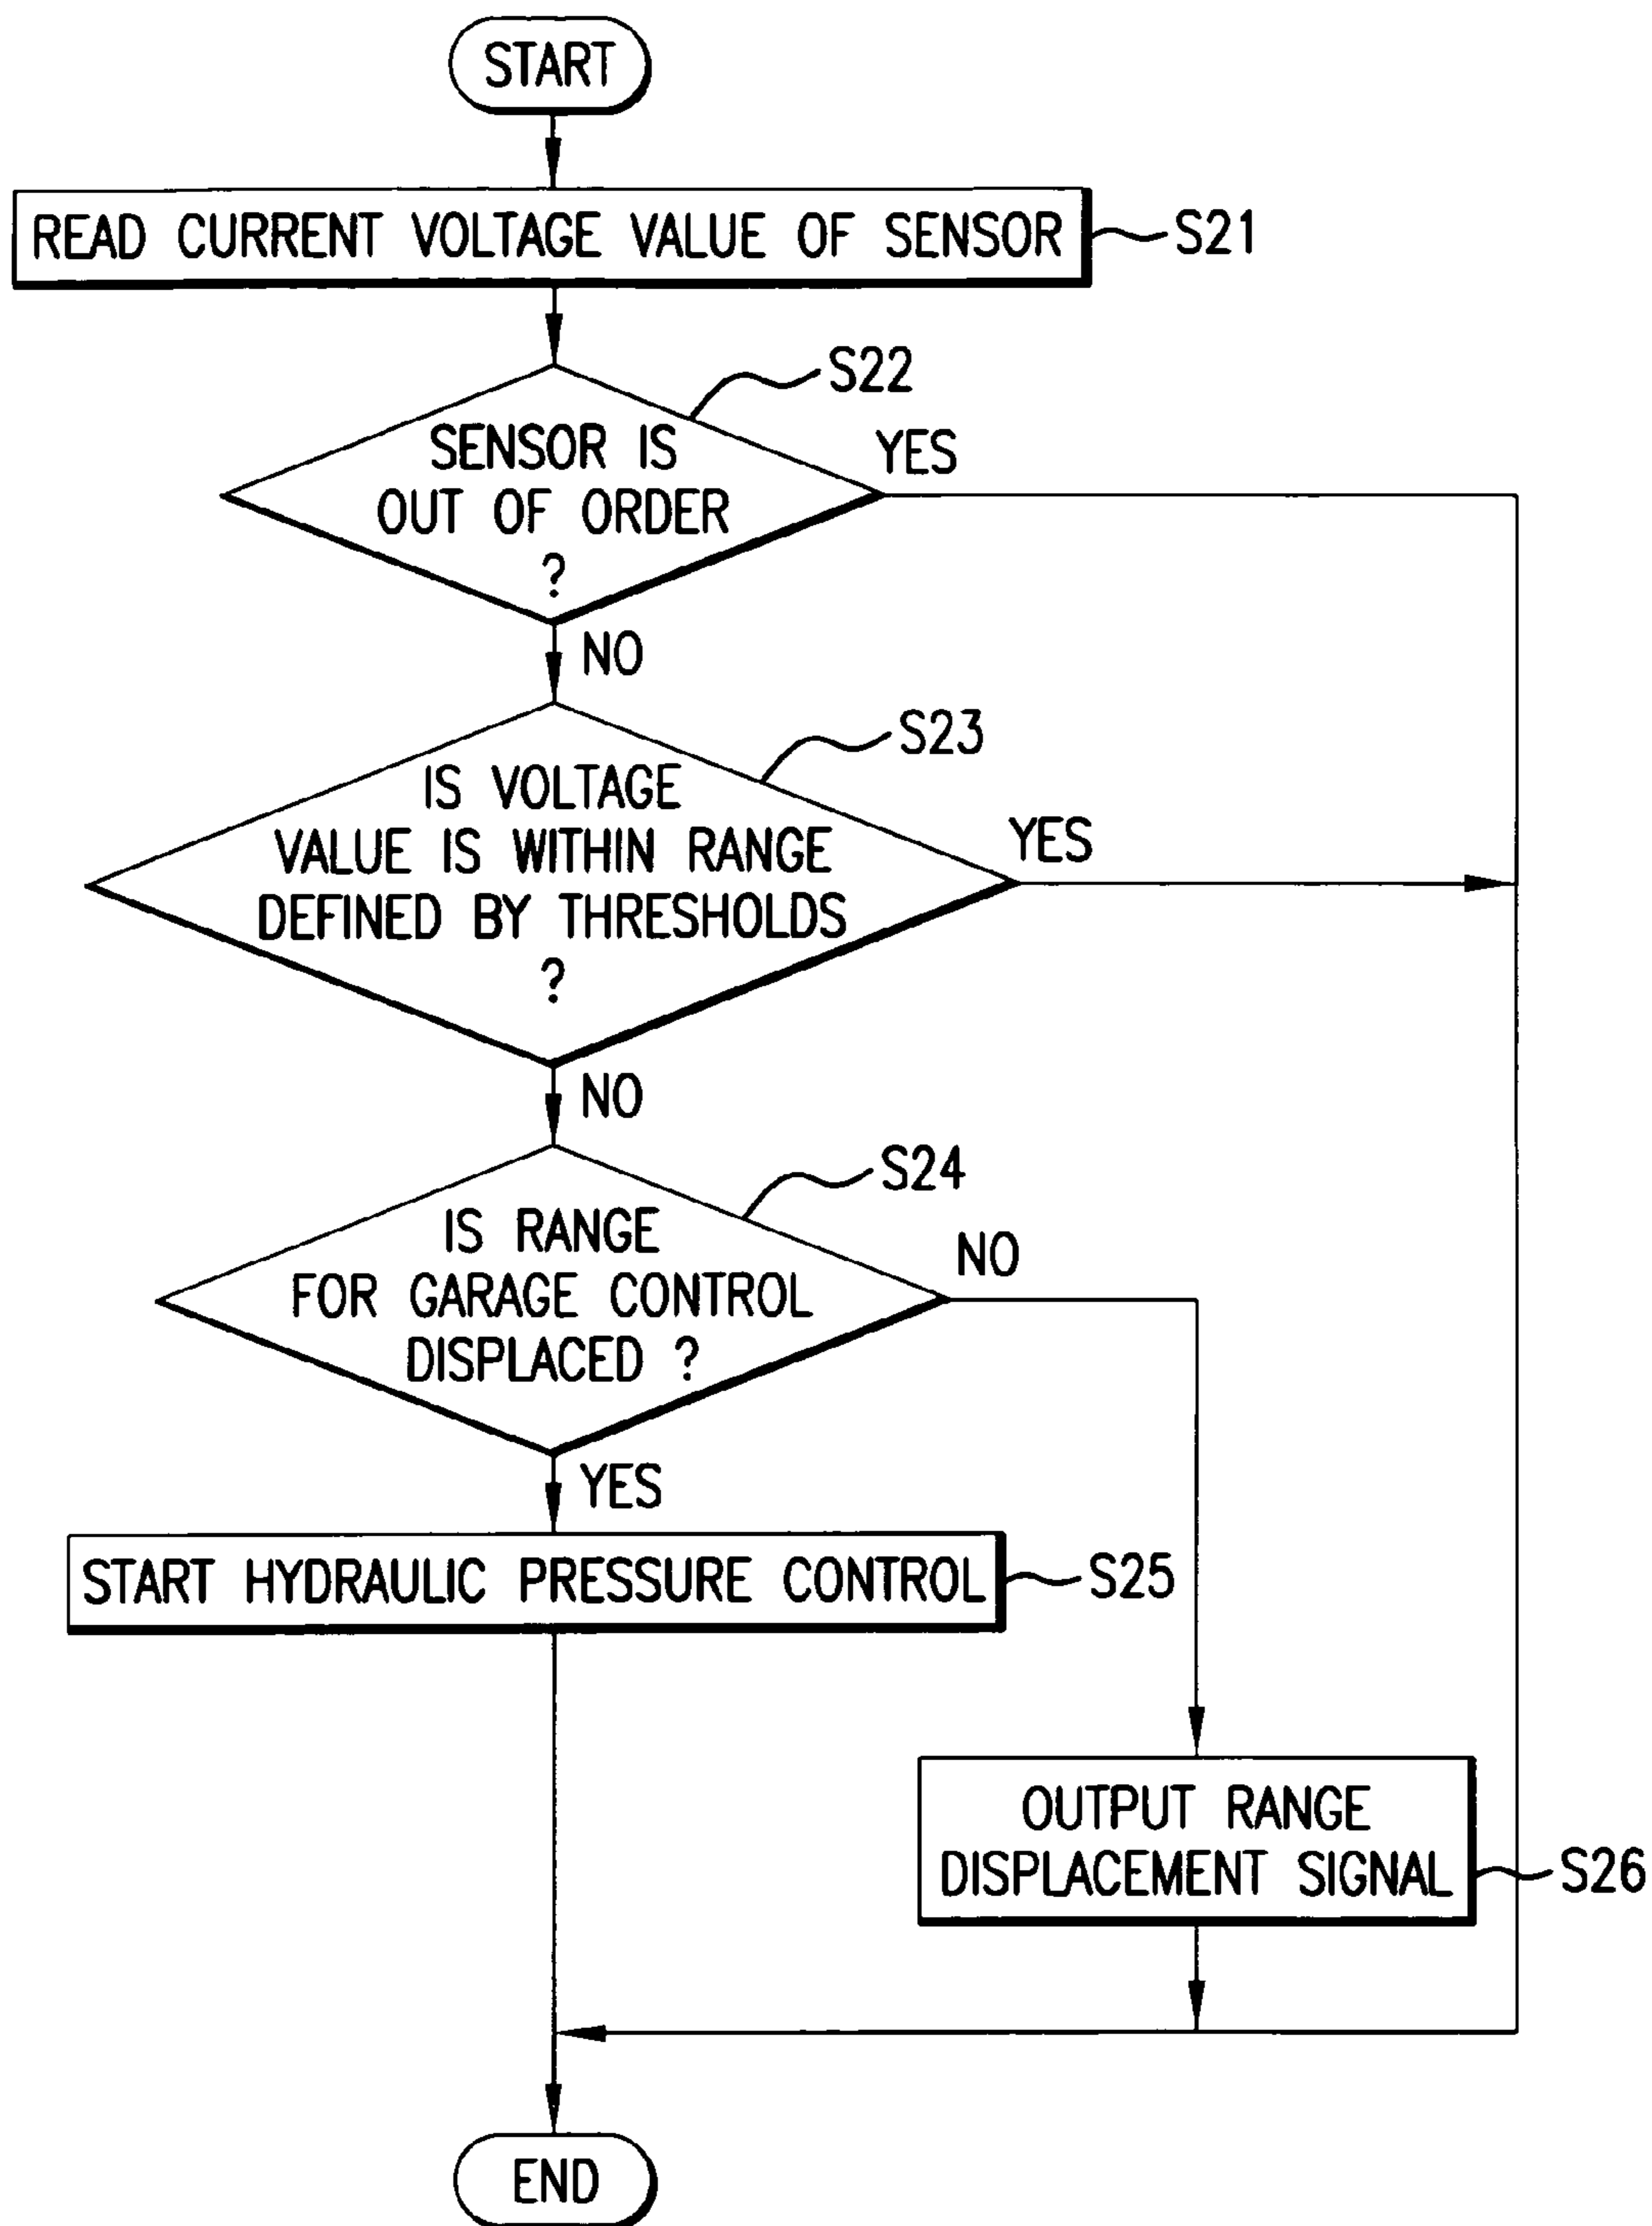 START
READ CURRENT VOLTAGE VALUE OF SENSOR
S21
S22
SENSOR IS
OUT OF ORDER
?
YES
NO
S23
IS VOLTAGE
VALUE IS WITHIN RANGE
DEFINED BY THRESHOLDS
?
YES
NO
S24
IS RANGE
FOR GARAGE CONTROL
DISPLACED ?
NO
YES
START HYDRAULIC PRESSURE CONTROL
S25
OUTPUT RANGE
DISPLACEMENT SIGNAL
S26
END